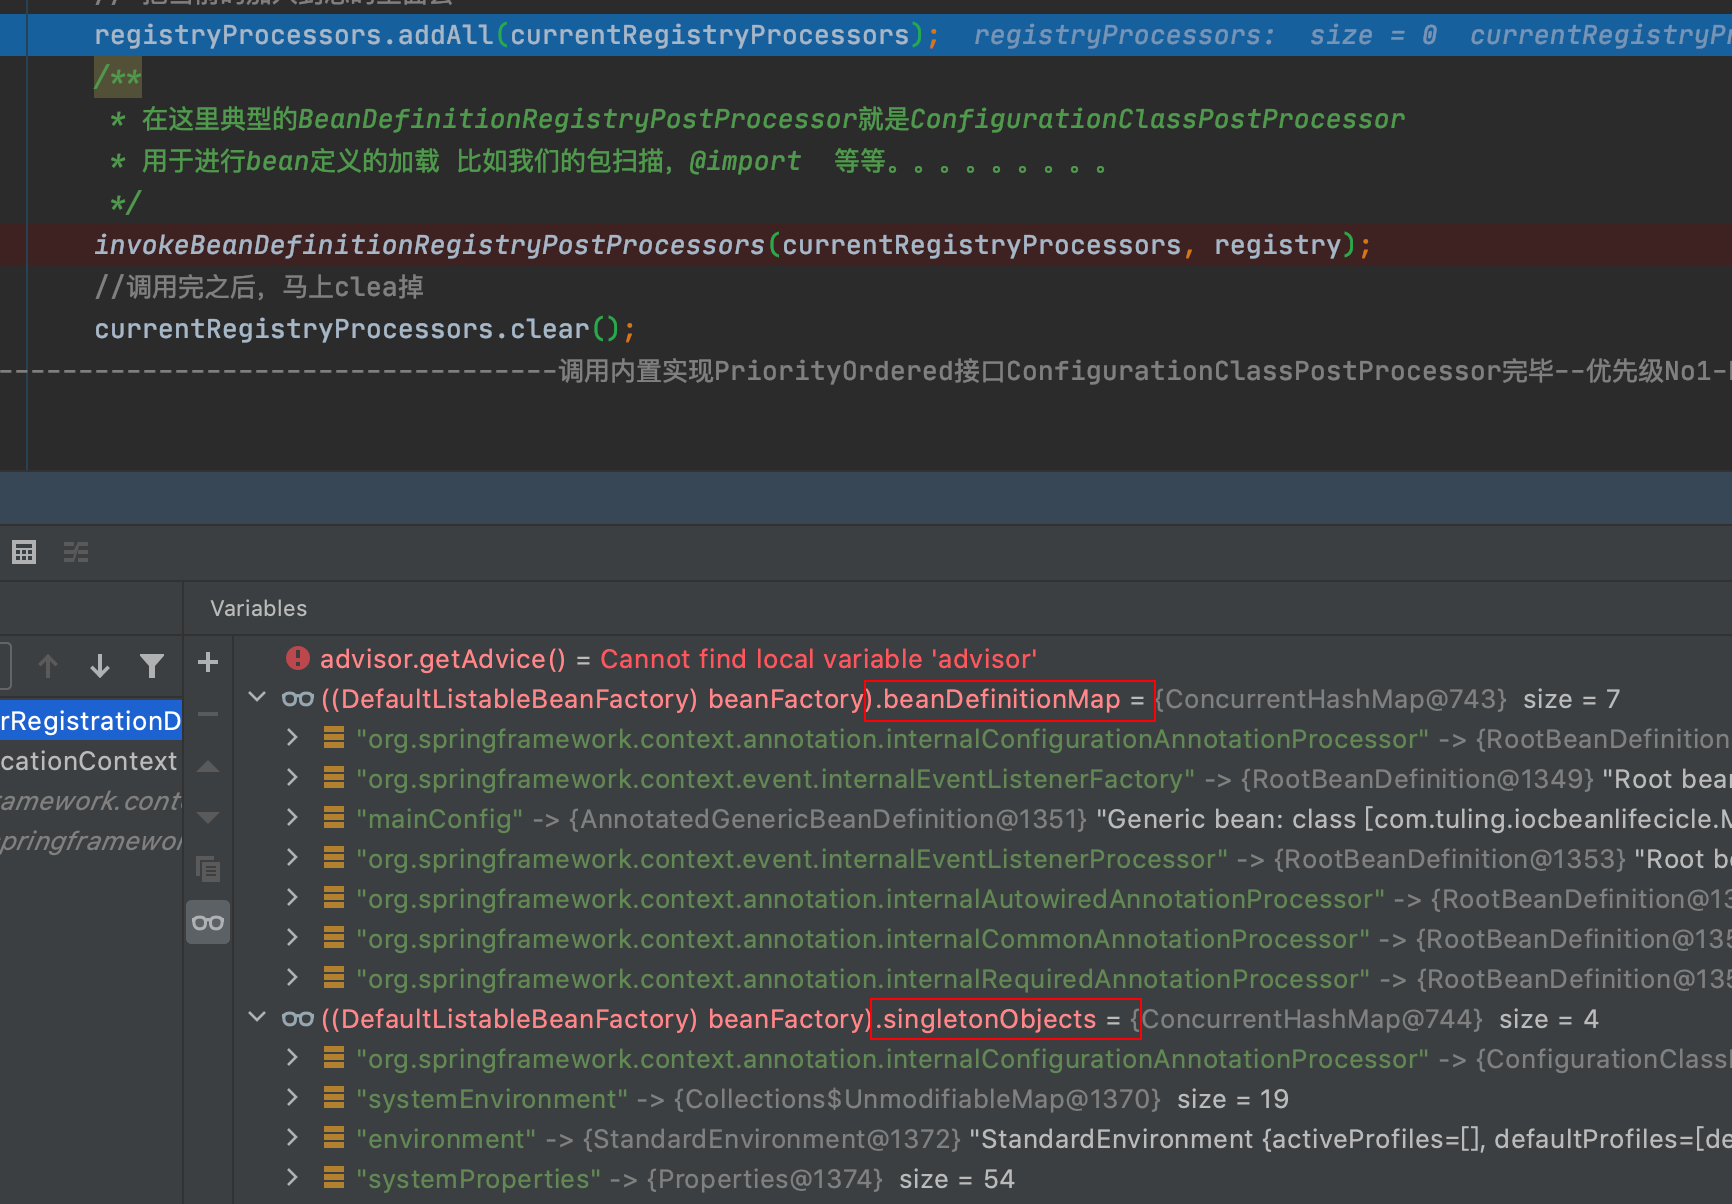 registryProcessors.addAll(currentRegistryProcessors); registryProcessors: size = 0 currentRegistryPr
/**
* 在这里典型的BeanDefinitionRegistryPostProcessor就是ConfigurationClassPostProcessor
* 用于进行bean定义的加载 比如我们的包扫描，@import 等等。。。。。。。。。
*/
invokeBeanDefinitionRegistryPostProcessors(currentRegistryProcessors, registry);
//调用完之后，马上clea掉
currentRegistryProcessors.clear();
----------------------------------调用内置实现PriorityOrdered接口ConfigurationClassPostProcessor完毕--优先级No1-
Variables
advisor.getAdvice() = Cannot find local variable 'advisor'
((DefaultListableBeanFactory) beanFactory).beanDefinitionMap = {ConcurrentHashMap@743} size = 7
rRegistrationD
"org.springframework.context.annotation.internalConfigurationAnnotationProcessor" -> {RootBeanDefinition
cationContext
"org.springframework.context.event.internalEventListenerFactory" -> {RootBeanDefinition@1349} "Root bear
ramework.conte
"mainConfig" -> {AnnotatedGenericBeanDefinition@1351} "Generic bean: class [com.tuling.iocbeanlifecicle.M
springframewor
"org.springframework.context.event.internalEventListenerProcessor" -> {RootBeanDefinition@1353} "Root be
"org.springframework.context.annotation.internalAutowiredAnnotationProcessor" -> {RootBeanDefinition@13
"org.springframework.context.annotation.internalCommonAnnotationProcessor" -> {RootBeanDefinition@135
"org.springframework.context.annotation.internalRequiredAnnotationProcessor" -> {RootBeanDefinition@135
((DefaultListableBeanFactory) beanFactory).singletonObjects = {ConcurrentHashMap@744} size = 4
"org.springframework.context.annotation.internalConfigurationAnnotationProcessor" -> {ConfigurationClass
"systemEnvironment" -> {Collections$UnmodifiableMap@1370} size = 19
"environment" -> {StandardEnvironment@1372} "StandardEnvironment {activeProfiles=[], defaultProfiles=[de
"systemProperties" -> {Properties@1374} size = 54